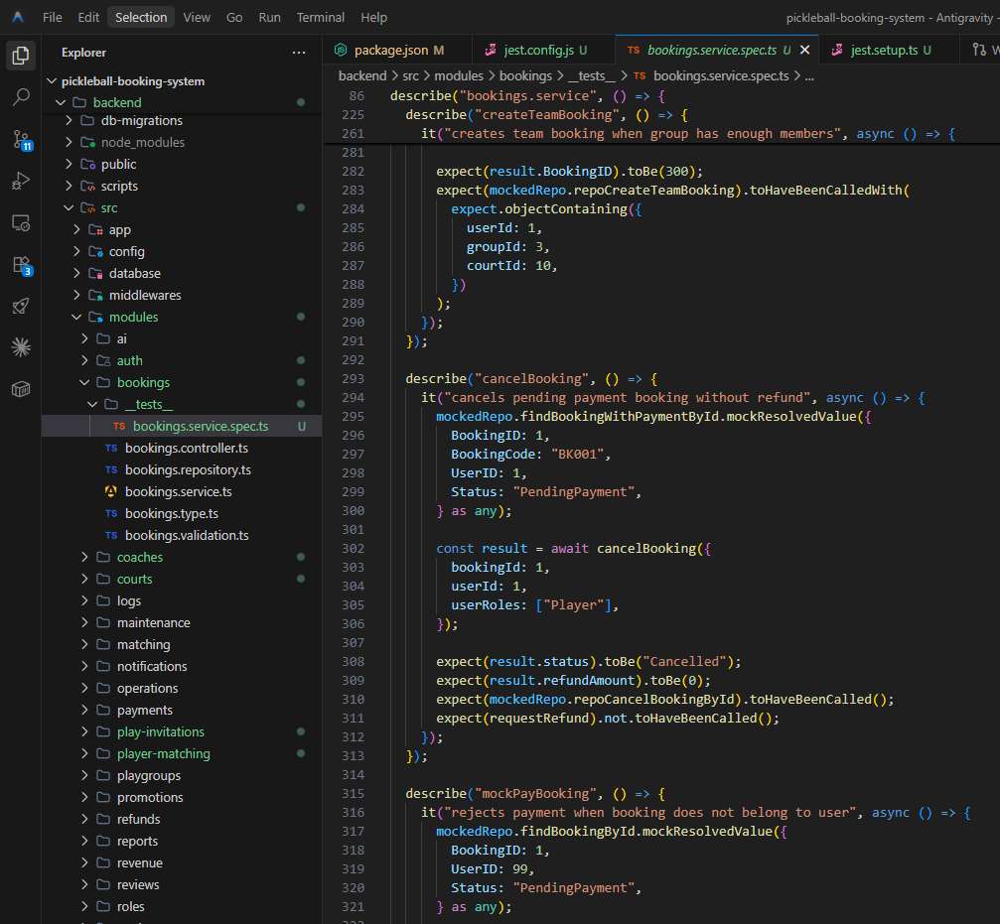 File Edit Selection View Go Run Terminal Help pickleball-booking-system - Antigravity -
Explorer ...
pickleball-booking-system
backend
db-migrations
node_modules
public
scripts
src
app
config
database
middlewares
modules
ai
auth
bookings
__tests__
TS bookings.service.spec.ts U
TS bookings.controller.ts
TS bookings.repository.ts
bookings.service.ts
TS bookings.type.ts
TS bookings.validation.ts
coaches
courts
logs
maintenance
matching
notifications
operations
payments
play-invitations
player-matching
playgroups
promotions
refunds
reports
revenue
reviews
roles
11
3
package.json M jest.config.js U TS bookings.service.spec.ts U jest.setup.ts U W
backend > src > modules > bookings > __tests__ > TS bookings.service.spec.ts > ...
86 describe("bookings.service", () => {
225 describe("createTeamBooking", () => {
261 it("creates team booking when group has enough members", async () => {
281
282 expect(result.BookingID).toBe(300);
283 expect(mockedRepo.repoCreateTeamBooking).toHaveBeenCalledWith(
284 expect.objectContaining({
285 userId: 1,
286 groupId: 3,
287 courtId: 10,
288 })
289 );
290 });
291 });
292
293 describe("cancelBooking", () => {
294 it("cancels pending payment booking without refund", async () => {
295 mockedRepo.findBookingWithPaymentById.mockResolvedValue({
296 BookingID: 1,
297 BookingCode: "BK001",
298 UserID: 1,
299 Status: "PendingPayment",
300 } as any);
301
302 const result = await cancelBooking({
303 bookingId: 1,
304 userId: 1,
305 userRoles: ["Player"],
306 });
307
308 expect(result.status).toBe("Cancelled");
309 expect(result.refundAmount).toBe(0);
310 expect(mockedRepo.repoCancelBookingById).toHaveBeenCalled();
311 expect(requestRefund).not.toHaveBeenCalled();
312 });
313 });
314
315 describe("mockPayBooking", () => {
316 it("rejects payment when booking does not belong to user", async () => {
317 mockedRepo.findBookingById.mockResolvedValue({
318 BookingID: 1,
319 UserID: 99,
320 Status: "PendingPayment",
321 } as any);